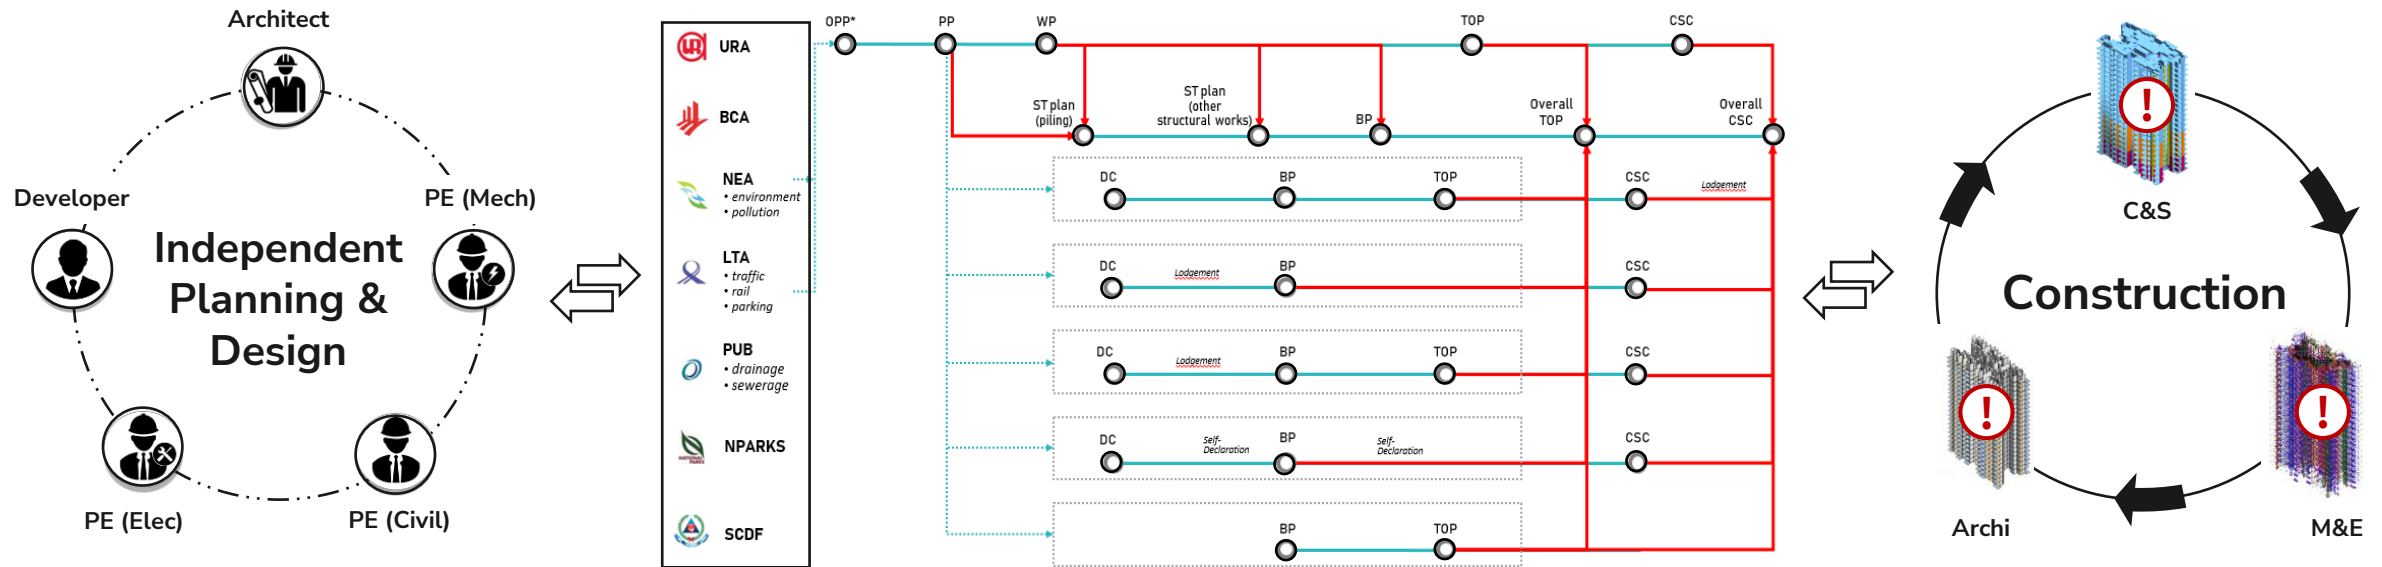 Architect
Developer
PE (Mech)
Independent
Planning &
Design
PE (Elec)
PE (Civil)
URA
BCA
NEA
• environment
• pollution
LTA
• traffic
• rail
• parking
PUB
• drainage
• sewerage
NATIONAL PARKS
NPARKS
SCDF
OPP*
PP
WP
TOP
CSC
ST plan
(piling)
ST plan
(other
structural works)
BP
Overall
TOP
Overall
CSC
DC
BP
TOP
CSC
Lodgement
DC
Lodgement
BP
CSC
DC
Lodgement
BP
TOP
CSC
DC
Self-
Declaration
BP
Self-
Declaration
CSC
BP
TOP
!
C&S
Construction
!
Archi
!
M&E